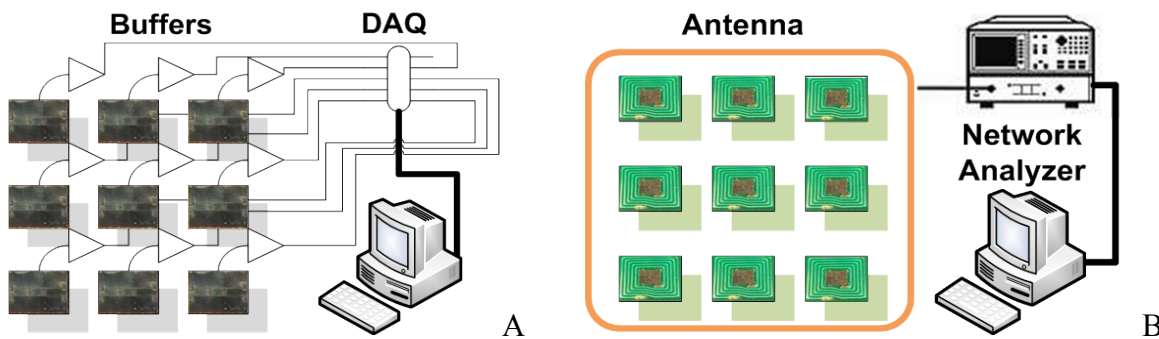 Buffers
DAQ
A
Antenna
Network
Analyzer
B